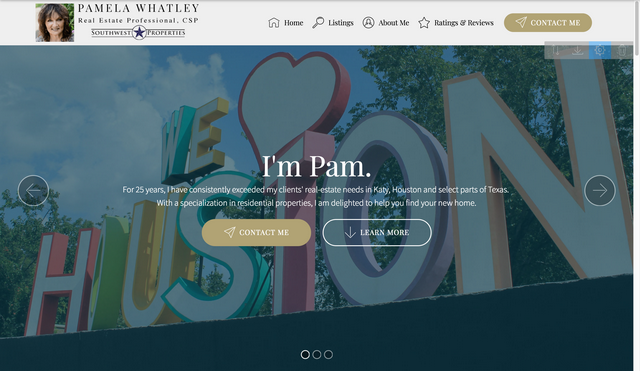 PAMELA WHATLEY
Real Estate Professional, CSP
SOUTHWEST PROPERTIES
Home
Listings
About Me
Ratings & Reviews
CONTACT ME
WE
HOUSTON
I'm Pam.
For 25 years, I have consistently exceeded my clients' real-estate needs in Katy, Houston and select parts of Texas.
With a specialization in residential properties, I am delighted to help you find your new home.
CONTACT ME
LEARN MORE